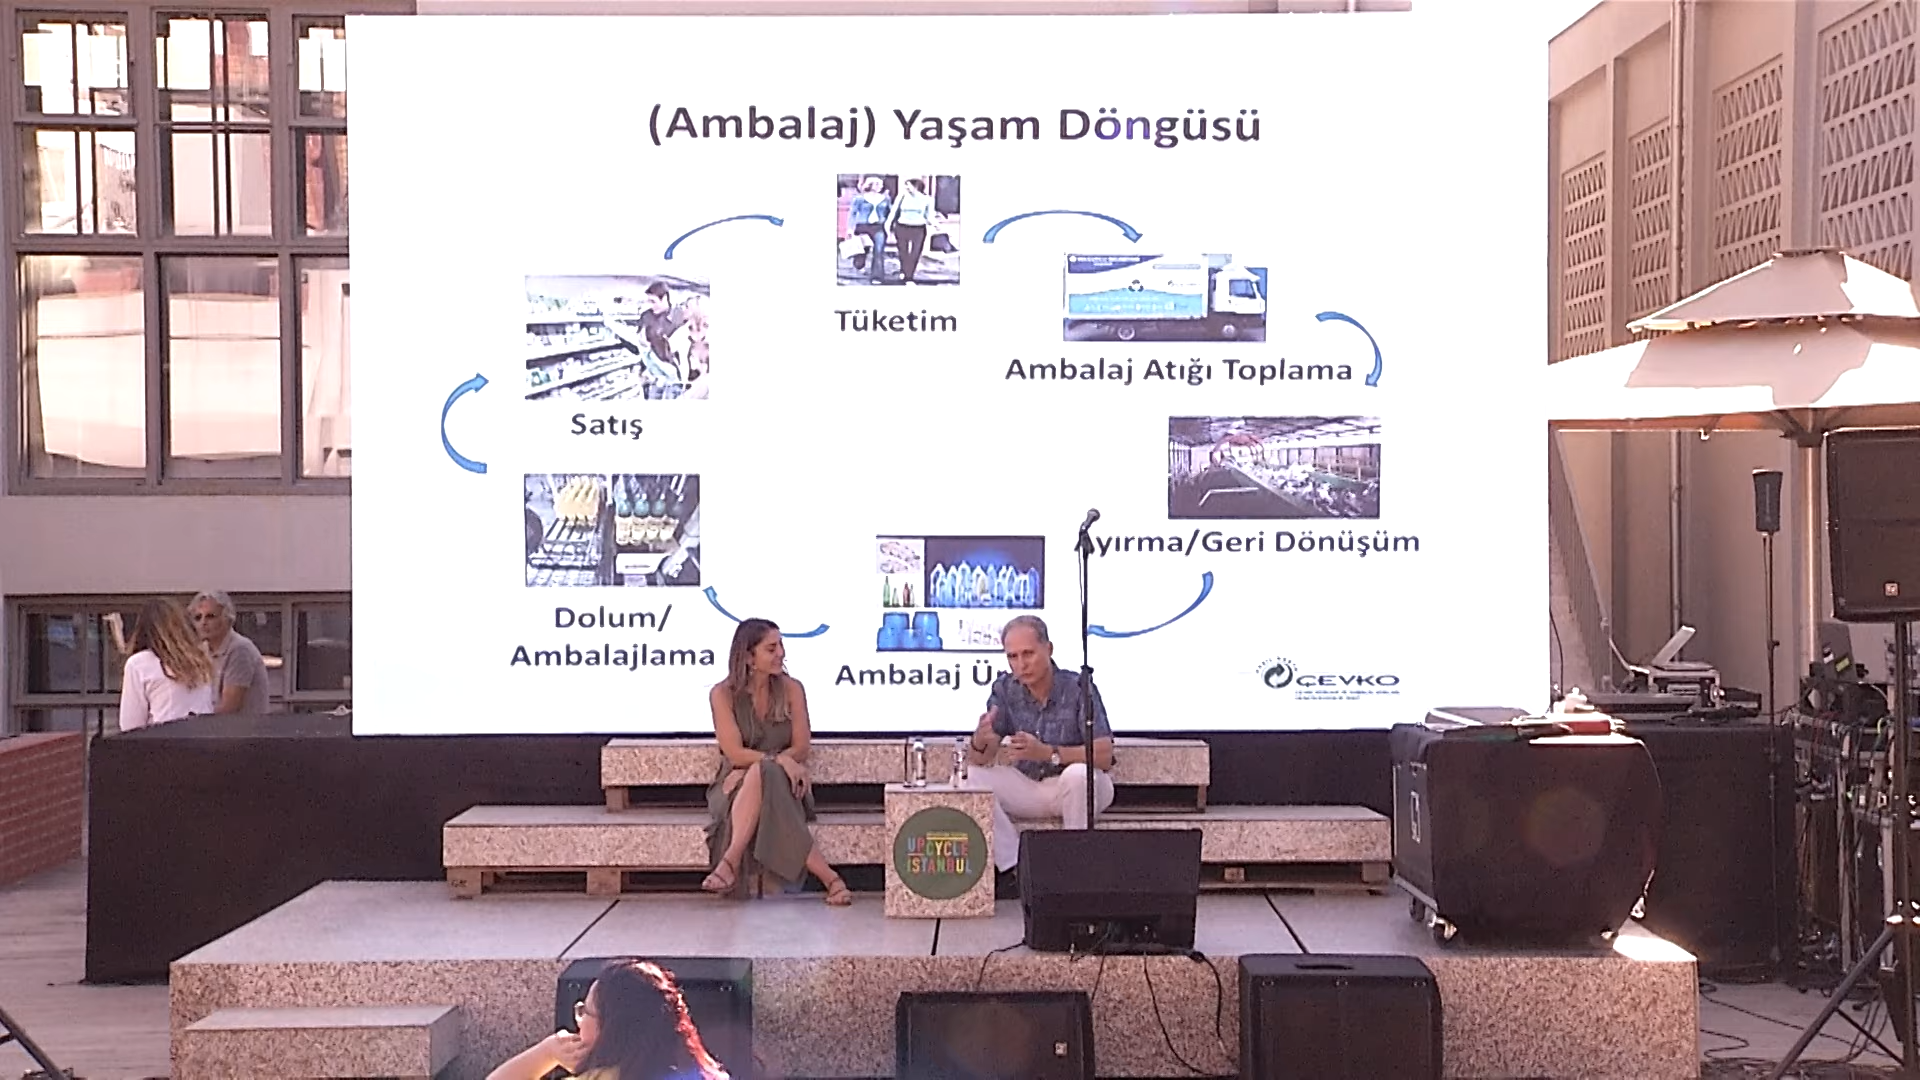 (Ambalaj) Yaşam Döngüsü
Tüketim
Ambalaj Atığı Toplama
Satış
Ayırma/Geri Dönüşüm
Dolum/
Ambalajlama
Ambalaj
ÇEVKO
UPCYCLE
ISTANBUL